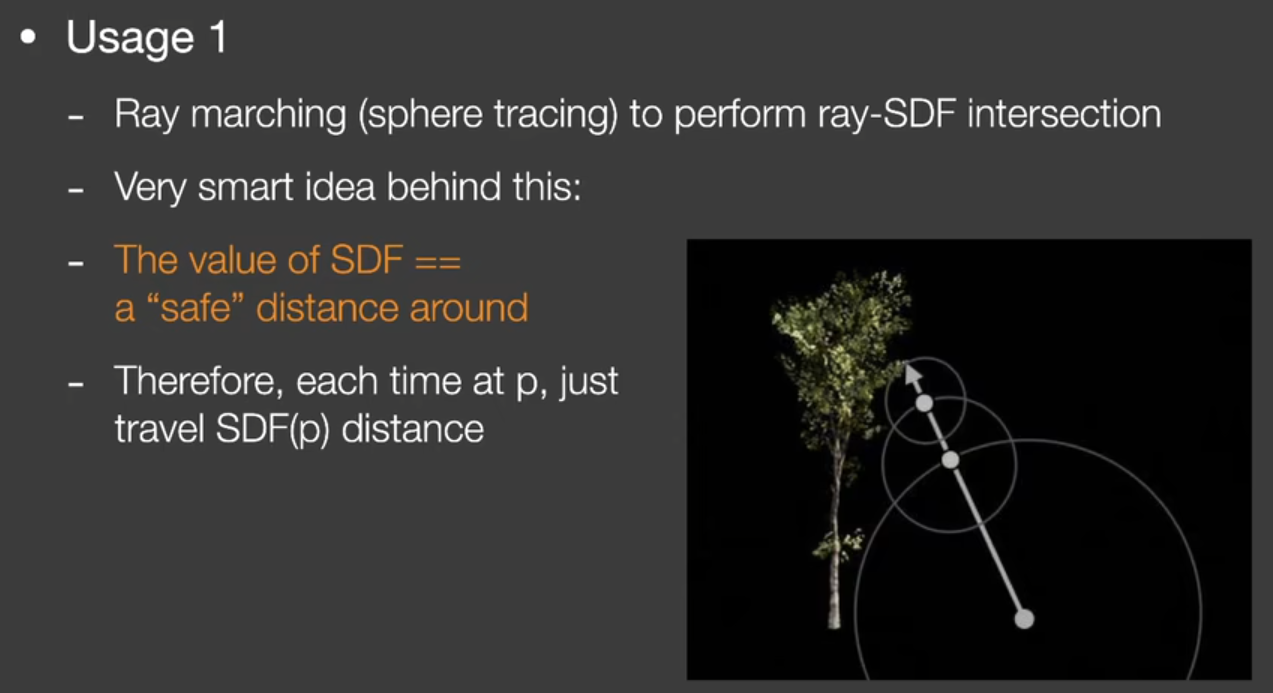 • Usage 1
- Ray marching (sphere tracing) to perform ray-SDF intersection
- Very smart idea behind this:
- The value of SDF ==
a “safe” distance around
- Therefore, each time at p, just
travel SDF(p) distance